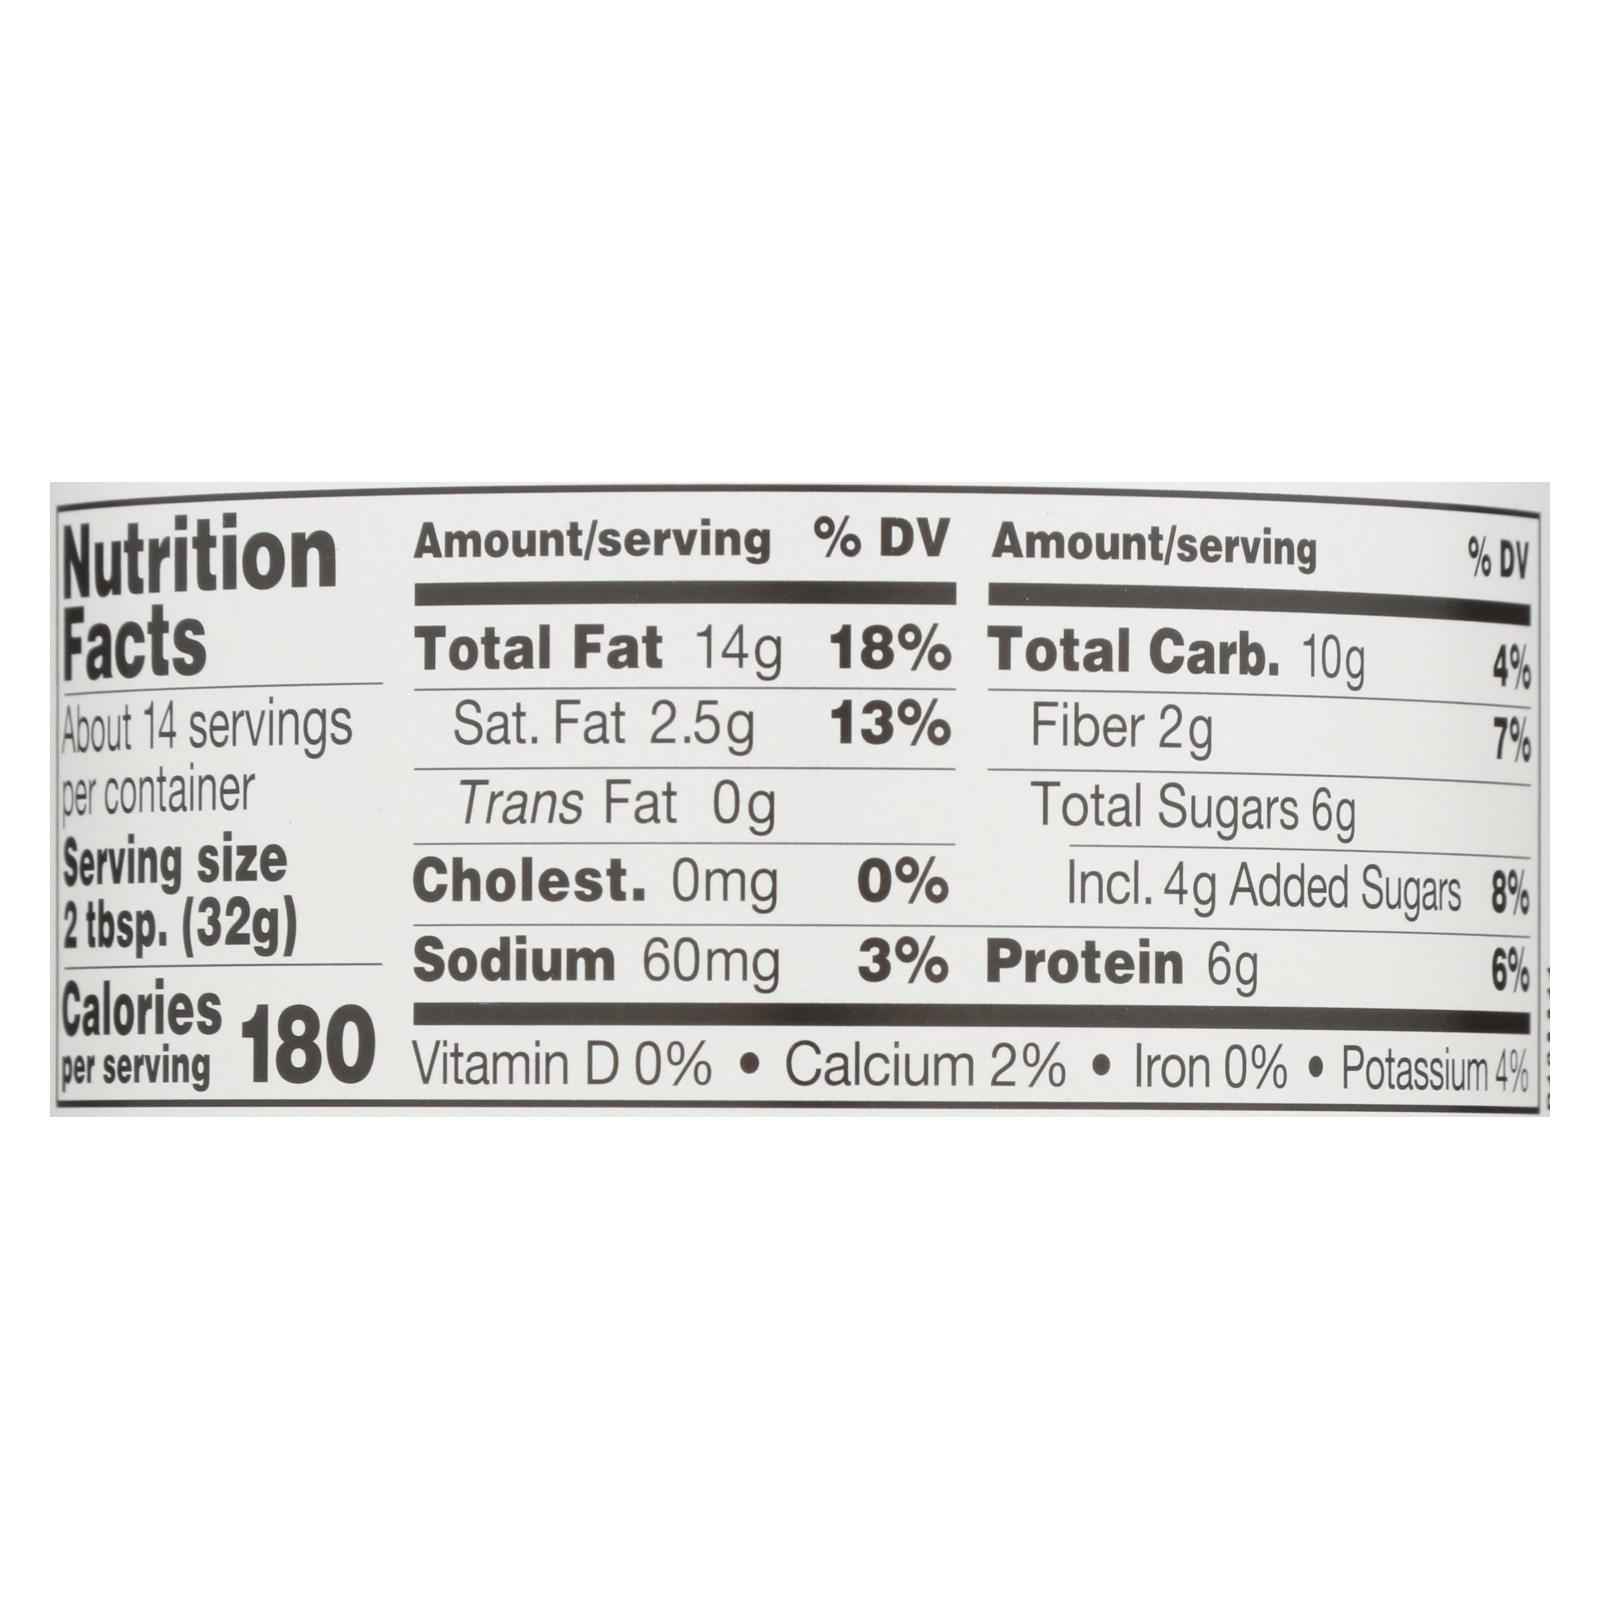 Nutrition
Facts
About 14 servings
per container
Serving size
2 tbsp. (32g)
Calories
per serving 180
Amount/serving % DV
Total Fat 14g 18%
Sat. Fat 2.5g 13%
Trans Fat 0g
Cholest. 0mg 0%
Sodium 60mg 3%
Amount/serving % DV
Total Carb. 10g 4%
Fiber 2g 7%
Total Sugars 6g
Incl. 4g Added Sugars 8%
Protein 6g 6%
Vitamin D 0% • Calcium 2% • Iron 0% • Potassium 4%